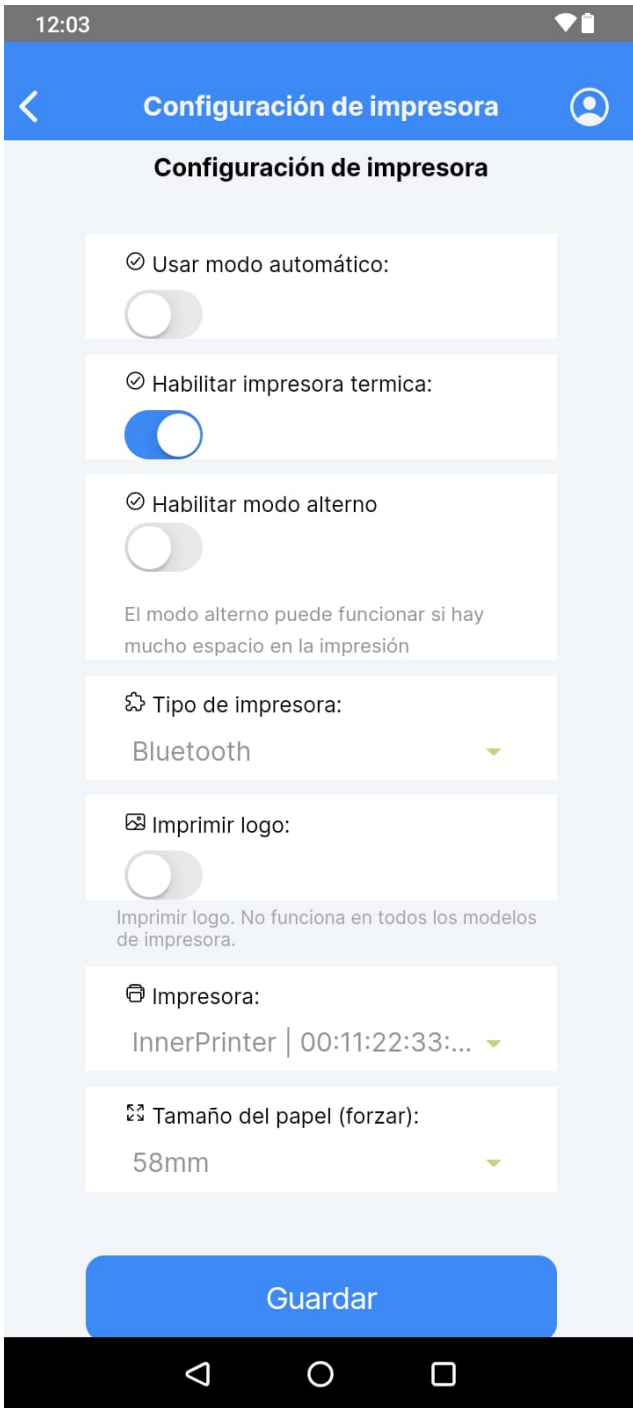 12:03
Configuración de impresora
Configuración de impresora
Usar modo automático:
Habilitar impresora termica:
Habilitar modo alterno
El modo alterno puede funcionar si hay
mucho espacio en la impresión
Tipo de impresora:
Bluetooth
Imprimir logo:
Imprimir logo. No funciona en todos los modelos
de impresora.
Impresora:
InnerPrinter | 00:11:22:33:...
Tamaño del papel (forzar):
58mm
Guardar